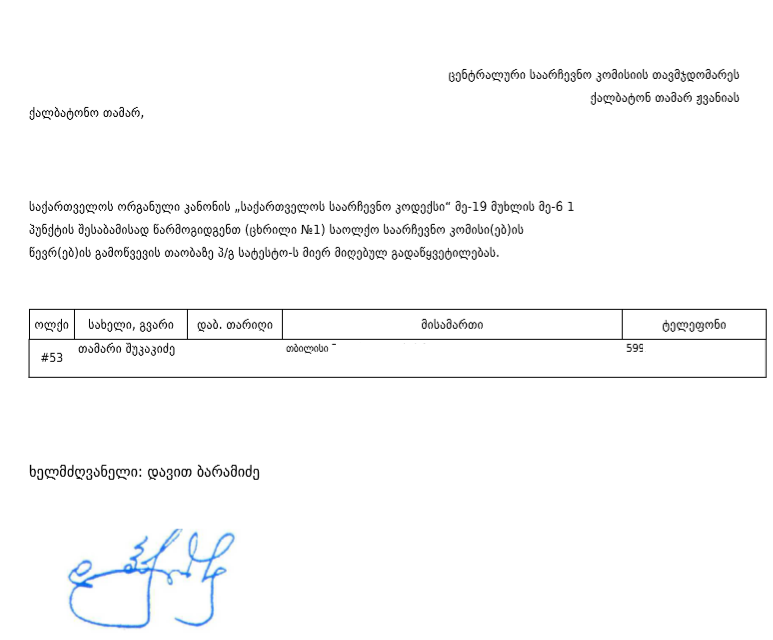 ცენტრალური საარჩევნო კომისიის თავმჯდომარეს
ქალბატონ თამარ ჟვანიას
ქალბატონო თამარ,
საქართველოს ორგანული კანონის „საქართველოს საარჩევნო კოდექსი“ მე-19 მუხლის მე-6 1
პუნქტის შესაბამისად წარმოგიდგენთ (ცხრილი №1) საოლქო საარჩევნო კომისი(ებ)ის
წევრ(ებ)ის გამოწვევის თაობაზე პ/გ სატესტო-ს მიერ მიღებულ გადაწყვეტილებას.
ოლქი სახელი, გვარი დაბ. თარიღი მისამართი ტელეფონი
#53 თამარი შუკაკიძე თბილისი 599
ხელმძღვანელი: დავით ბარამიძე